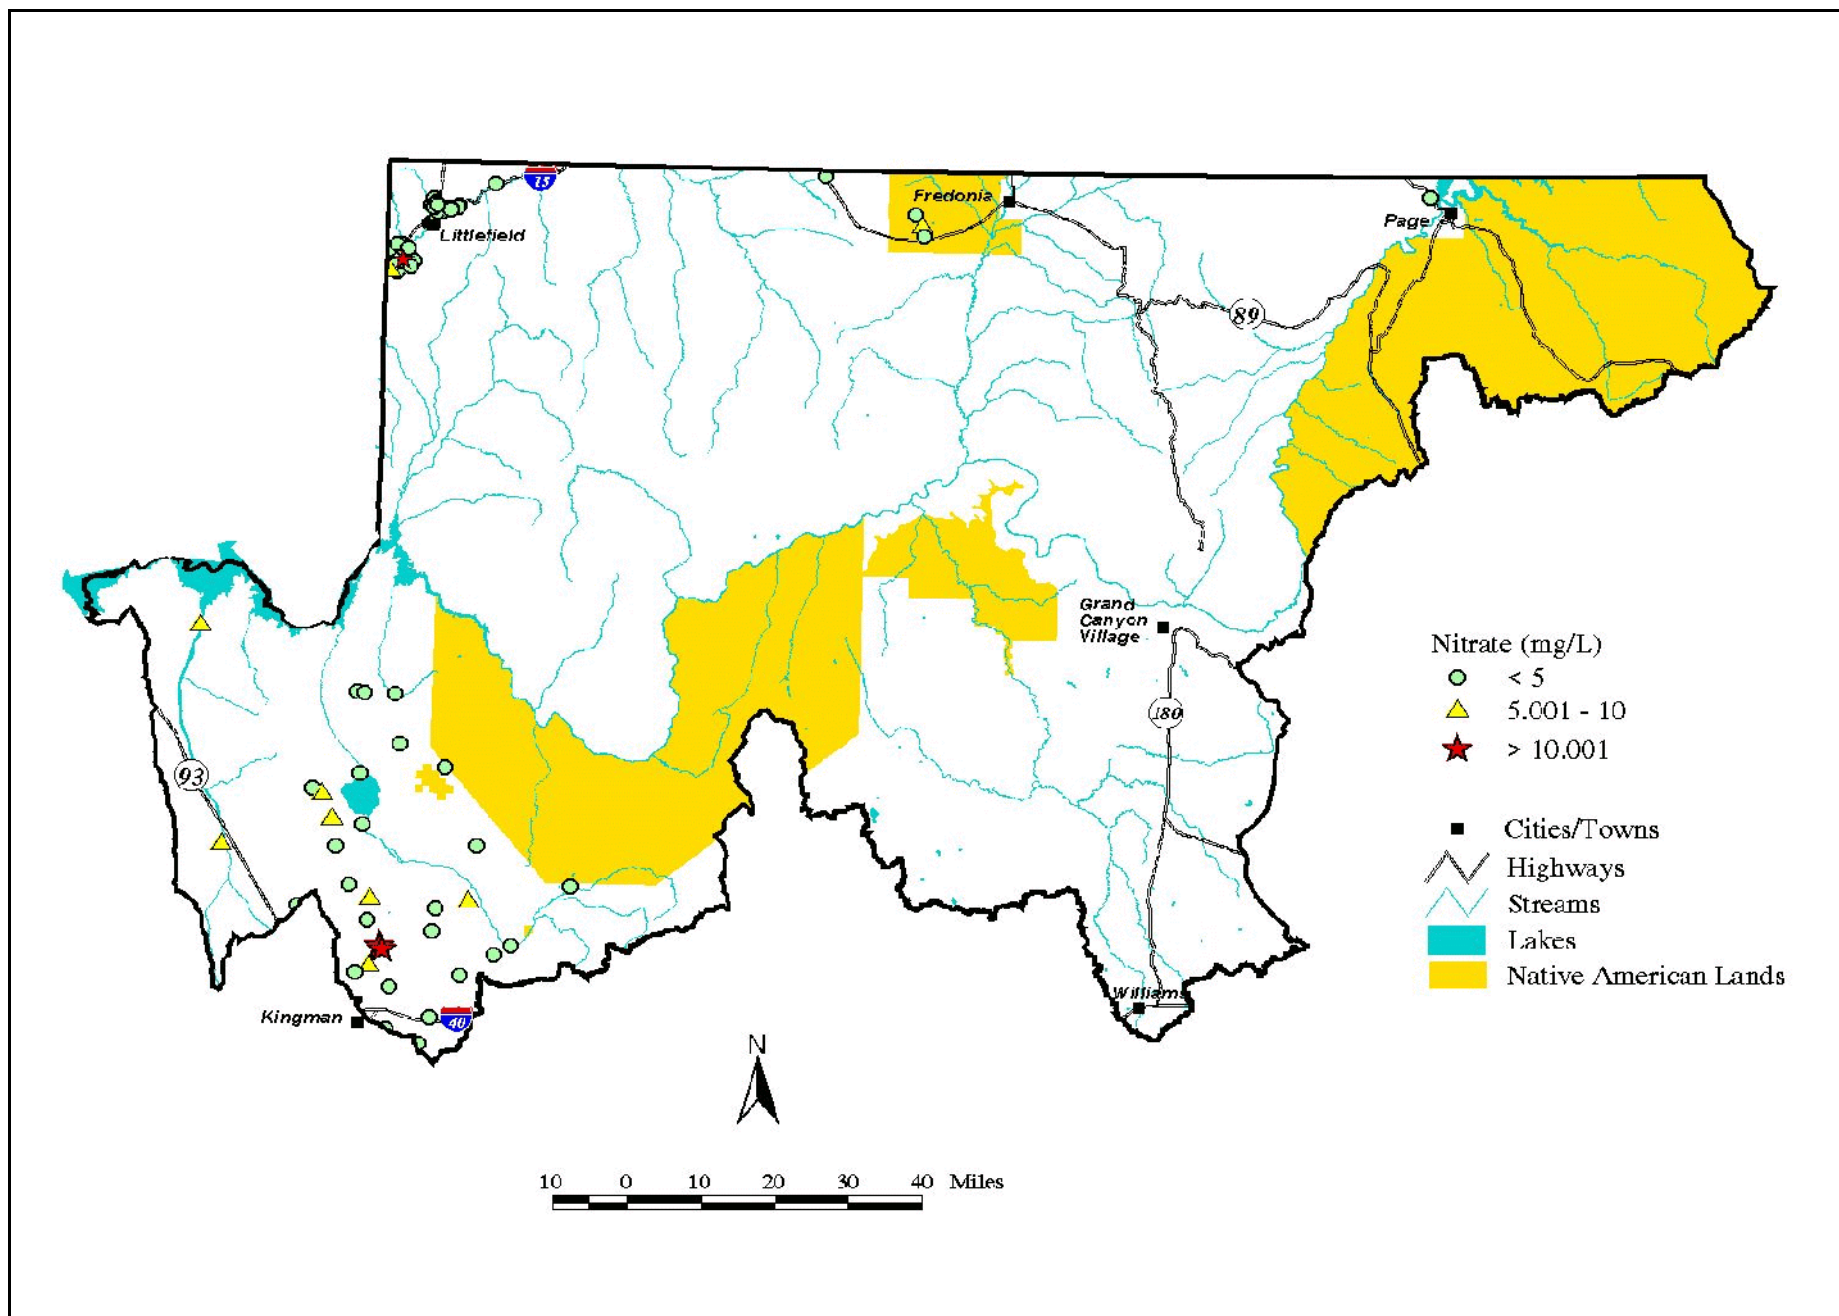 15
Fredonia
Page
Littlefield
89
Grand
Canyon
Village
180
93
Nitrate (mg/L)
< 5
5.001 - 10
> 10.001
Cities/Towns
Highways
Streams
Lakes
Native American Lands
Williams
Kingman
40
N
10 0 10 20 30 40 Miles